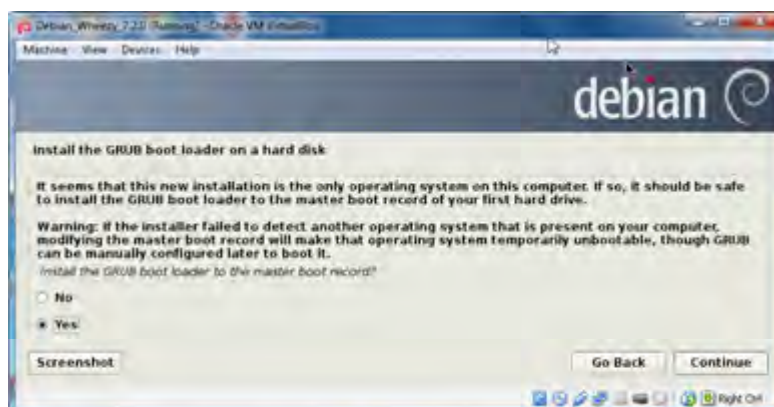 Debian_Wheezy_7.2.0 [Running] - Oracle VM VirtualBox
Machine View Devices Help
debian
Install the GRUB boot loader on a hard disk
It seems that this new installation is the only operating system on this computer. If so, it should be safe
to install the GRUB boot loader to the master boot record of your first hard drive.
Warning: If the installer failed to detect another operating system that is present on your computer,
modifying the master boot record will make that operating system temporarily unbootable, though GRUB
can be manually configured later to boot it.
Install the GRUB boot loader to the master boot record?
No
Yes
Screenshot
Go Back Continue
Right Ctrl